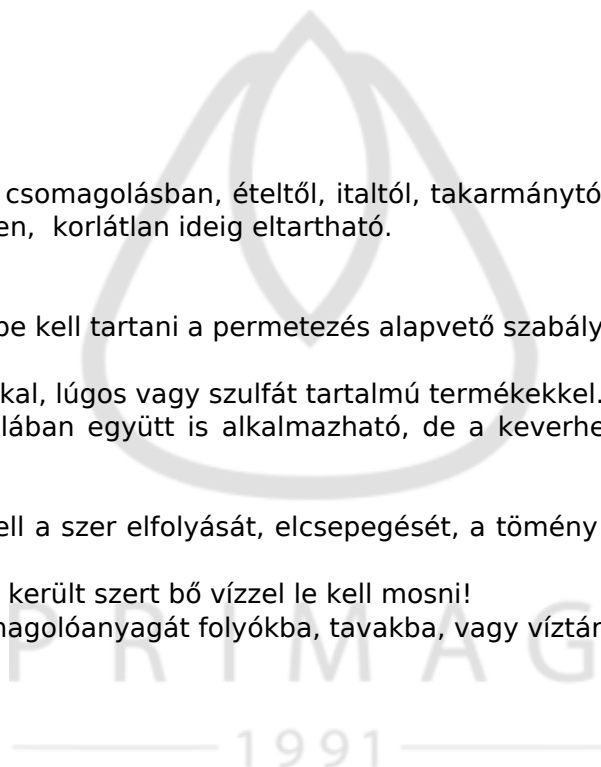 csomagolásban, ételtől, italtól, takarmánytó
en, korlátlan ideig eltartható.
be kell tartani a permetezés alapvető szabály
kal, lúgos vagy szulfát tartalmú termékekkel.
lában együtt is alkalmazható, de a keverhe
ell a szer elfolyását, elcsepegését, a tömény
került szert bő vízzel le kell mosni!
nagolóanyagát folyókba, tavakba, vagy víztár
PRIMAG
1991